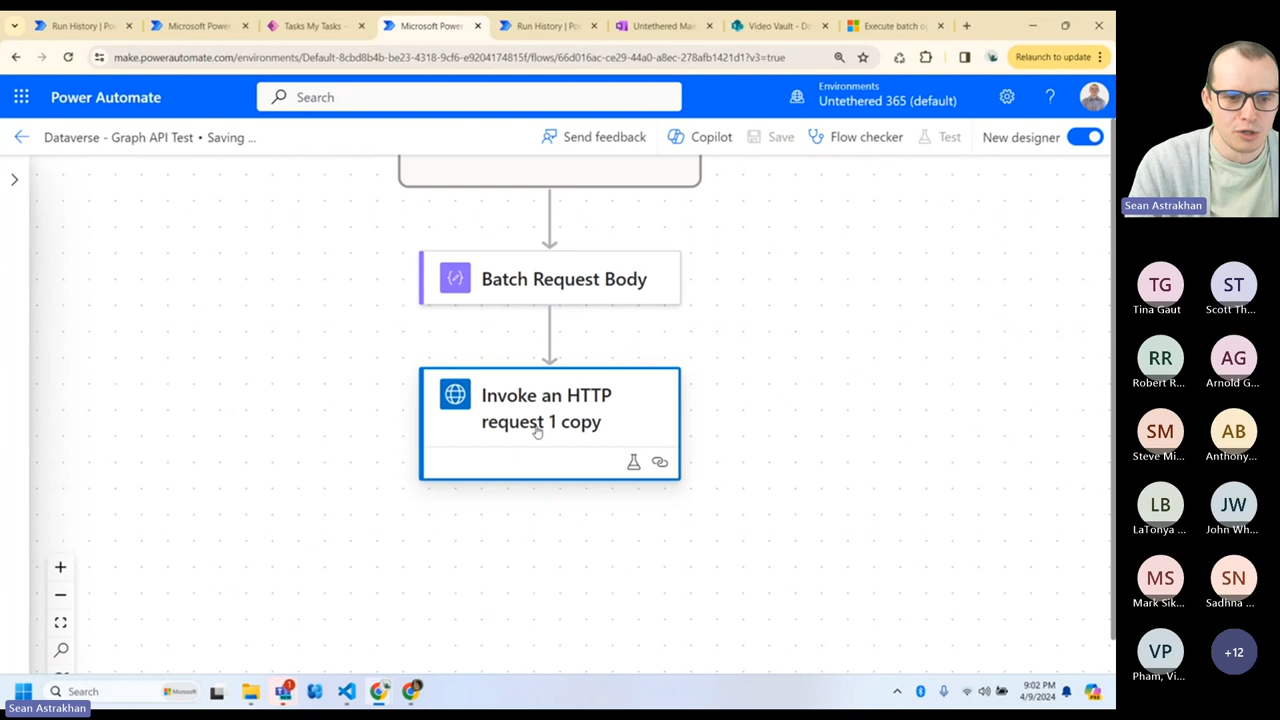 Run History | Po
Microsoft Power
Tasks My Tasks -
Microsoft Power
Run History | Po
Untethered Mai
Video Vault - Do
Execute batch o
make.powerautomate.com/environments/Default-8cbd8b4b-be23-4318-9cf6-e9204174815f/flows/66d016ac-ce29-44a0-a8ec-278afb1421d1?v3=true
Relaunch to update
Power Automate
Search
Environments
Untethered 365 (default)
Dataverse - Graph API Test • Saving ...
Send feedback
Copilot
Save
Flow checker
Test
New designer
Batch Request Body
Invoke an HTTP
request 1 copy
Search
Microsoft
9:02 PM
4/9/2024
Sean Astrakhan
Sean Astrakhan
TG
Tina Gaut
ST
Scott Th...
RR
Robert R...
AG
Arnold G...
SM
Steve Mi...
AB
Anthony...
LB
LaTonya ...
JW
John Wh...
MS
Mark Sik...
SN
Sadhna ...
VP
Pham, Vi...
+12